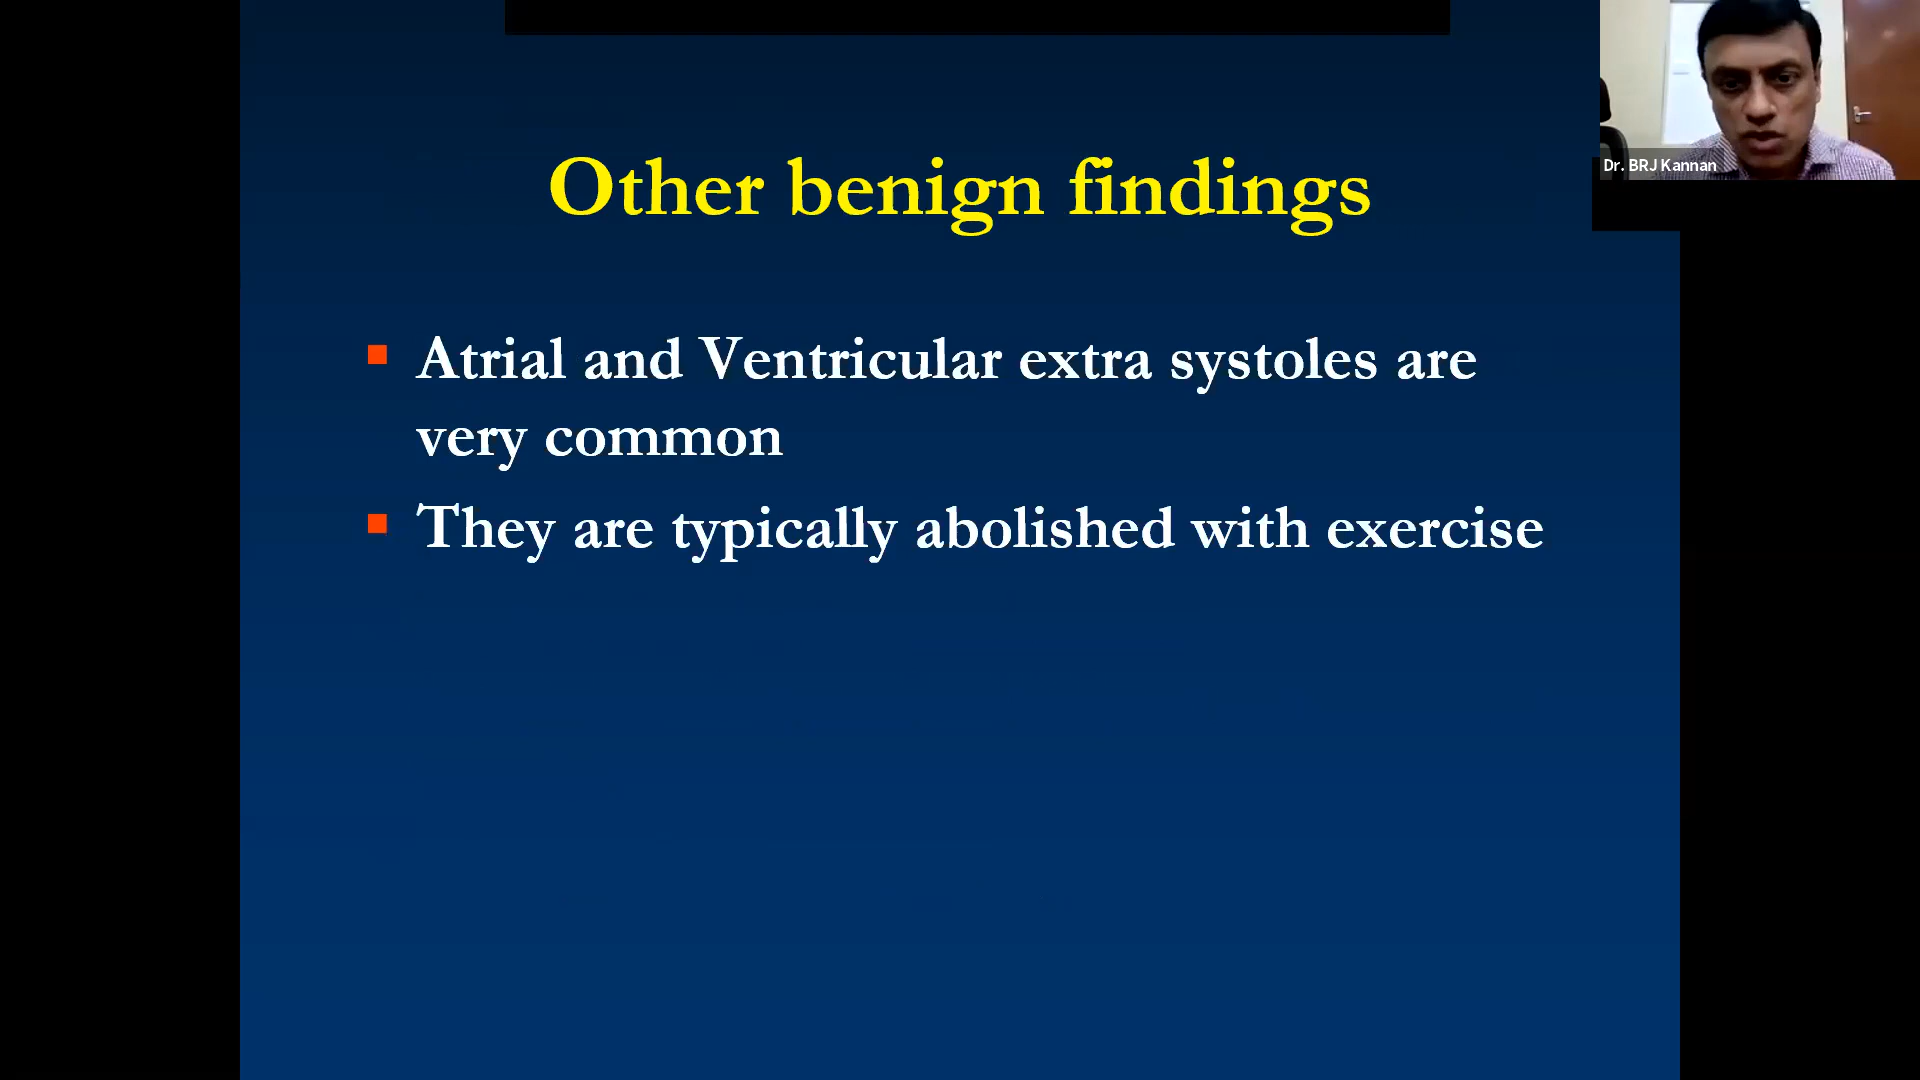 Other benign findings
Dr. BRJ Kannan
Atrial and Ventricular extra systoles are
very common
They are typically abolished with exercise